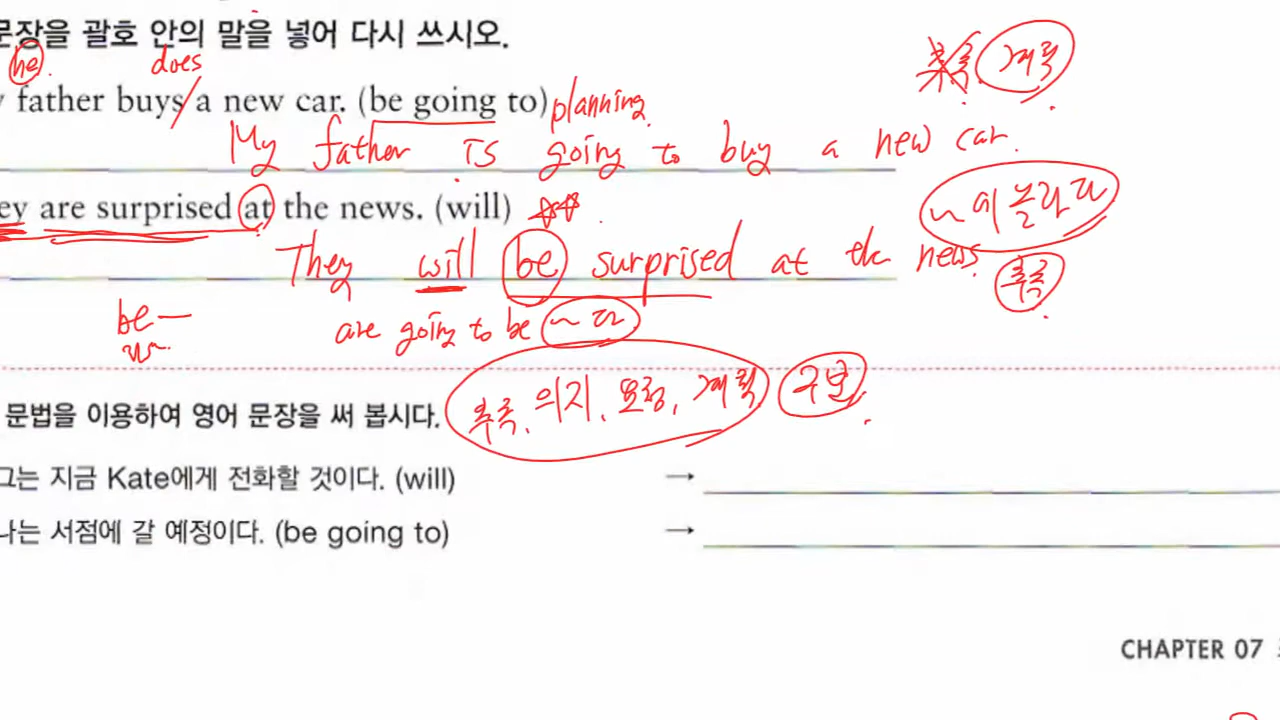 문장을 괄호 안의 말을 넣어 다시 쓰시오.
he. does 계획
father buys a new car. (be going to) planning
My father is going to buy a new car.
ey are surprised at the news. (will) ~이 놀라다
They will be surprised at the news. 추측
be—
are going to be ~다
추측, 의지, 요청, 계획 구분
문법을 이용하여 영어 문장을 써 봅시다.
그는 지금 Kate에게 전화할 것이다. (will) →
나는 서점에 갈 예정이다. (be going to) →
CHAPTER 07